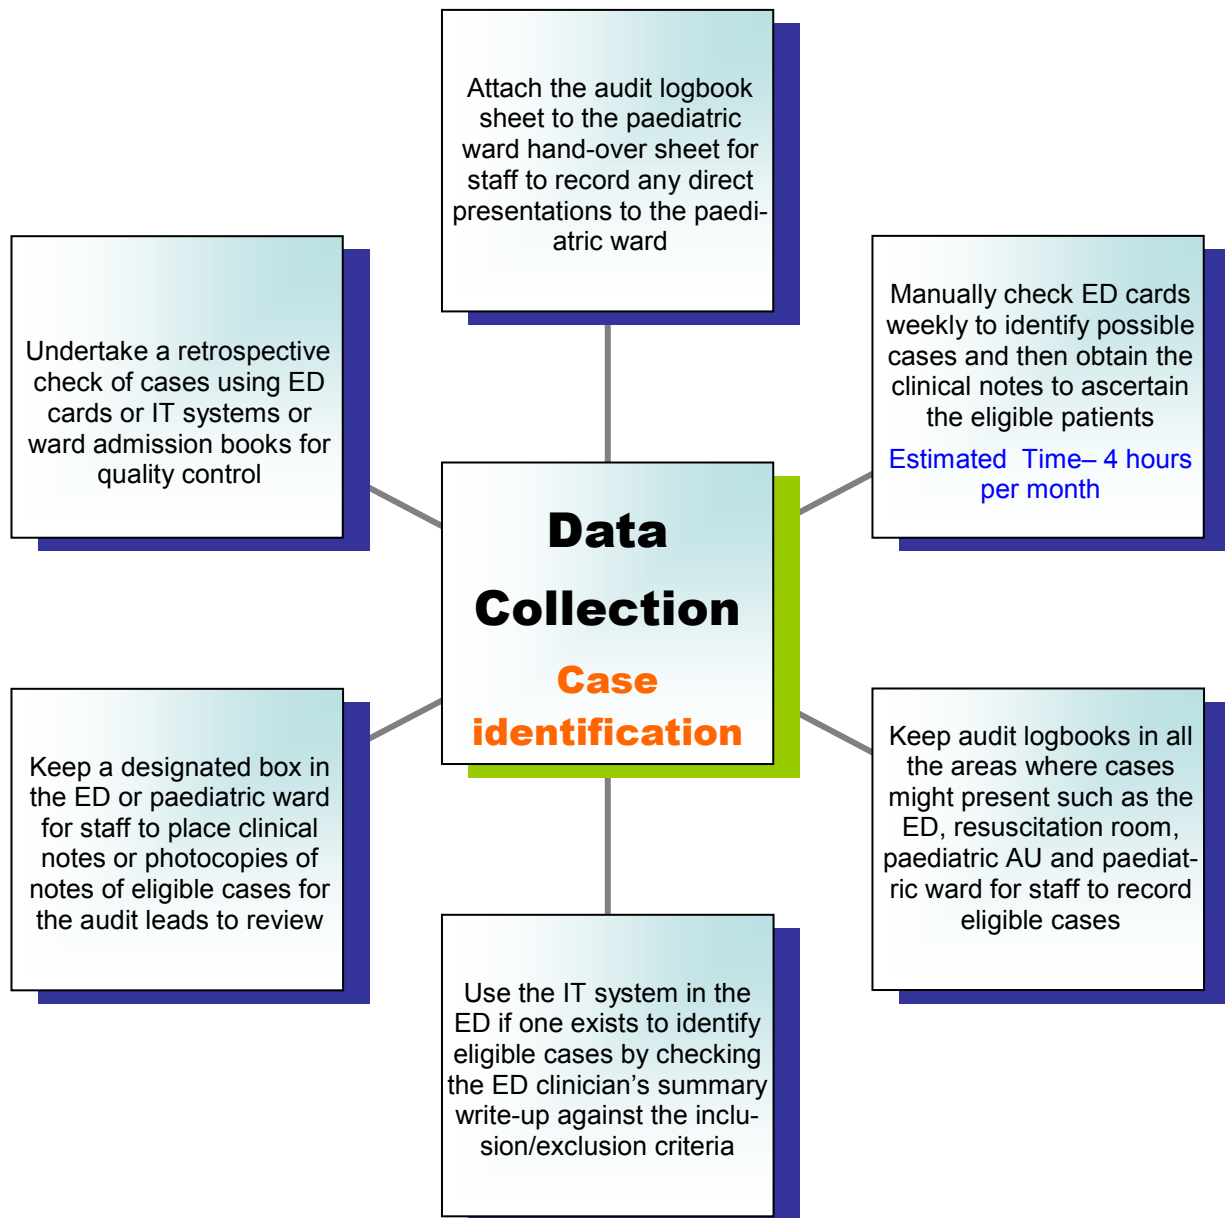 Attach the audit logbook
sheet to the paediatric
ward hand-over sheet for
staff to record any direct
presentations to the paedi-
atric ward
Undertake a retrospective
check of cases using ED
cards or IT systems or
ward admission books for
quality control
Manually check ED cards
weekly to identify possible
cases and then obtain the
clinical notes to ascertain
the eligible patients
Estimated Time– 4 hours
per month
Data
Collection
Case
identification
Keep a designated box in
the ED or paediatric ward
for staff to place clinical
notes or photocopies of
notes of eligible cases for
the audit leads to review
Keep audit logbooks in all
the areas where cases
might present such as the
ED, resuscitation room,
paediatric AU and paediat-
ric ward for staff to record
eligible cases
Use the IT system in the
ED if one exists to identify
eligible cases by checking
the ED clinician’s summary
write-up against the inclu-
sion/exclusion criteria